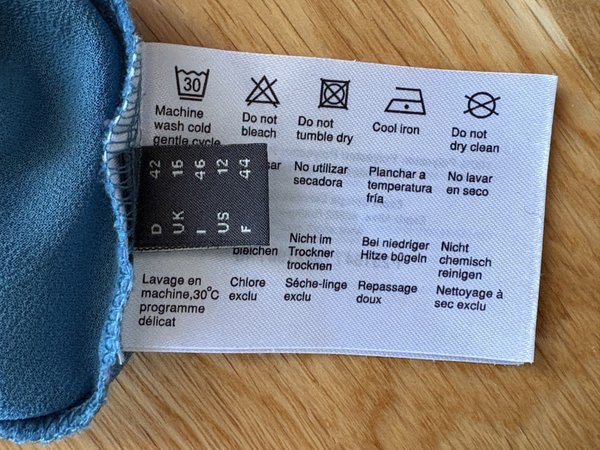 30
Machine
wash cold
gentle cycle
Do not
bleach
Do not
tumble dry
Cool iron
Do not
dry clean
No utilizar
secadora
Planchar a
temperatura
fría
No lavar
en seco
42 16 46 12 44
D UK I US F
bleichen
Nicht im
Trockner
trocknen
Bei niedriger
Hitze bügeln
Nicht
chemisch
reinigen
Lavage en
machine,30°C
programme
délicat
Chlore
exclu
Séche-linge
exclu
Repassage
doux
Nettoyage à
sec exclu